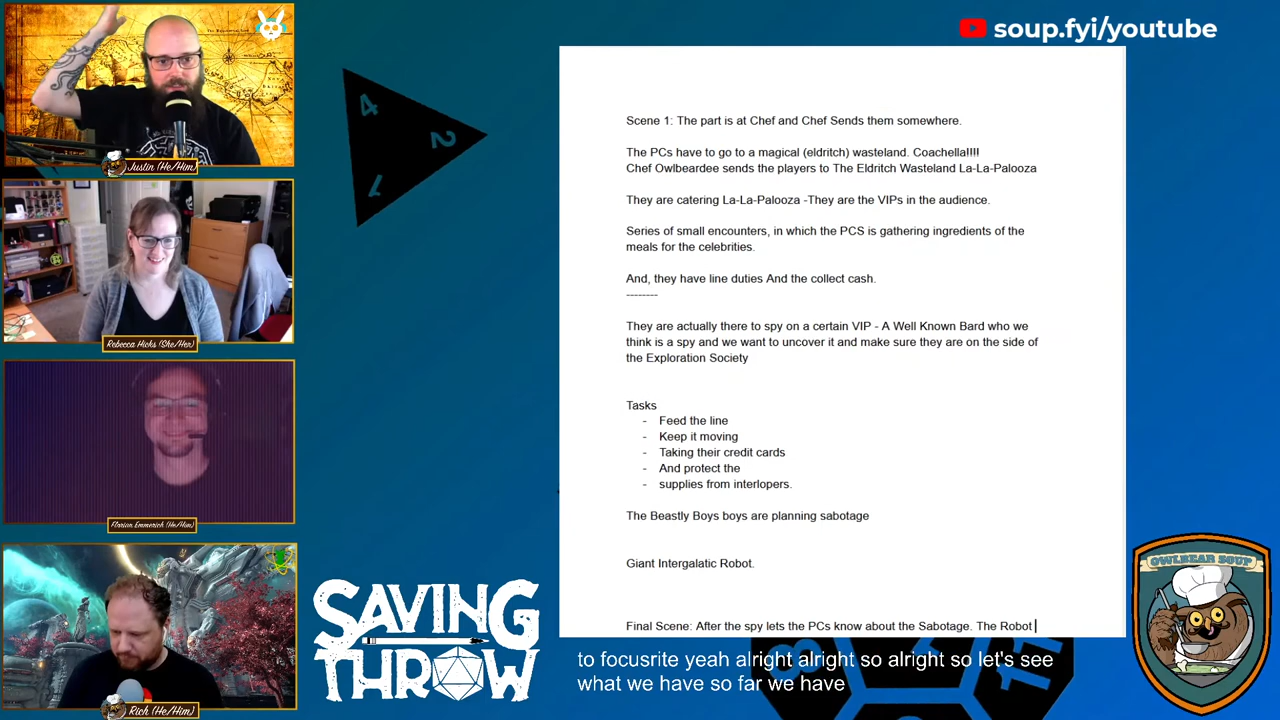 soup.fyi/youtube
4
2
1
Justin (He/Him)
Rebecca Hicks (She/Her)
Florian Emmerich (He/Him)
Rich (He/Him)
Scene 1: The part is at Chef and Chef Sends them somewhere.
The PCs have to go to a magical (eldritch) wasteland. Coachella!!!!
Chef Owlbeardee sends the players to The Eldritch Wasteland La-La-Palooza
They are catering La-La-Palooza -They are the VIPs in the audience.
Series of small encounters, in which the PCS is gathering ingredients of the
meals for the celebrities.
And, they have line duties And the collect cash.
--------
They are actually there to spy on a certain VIP - A Well Known Bard who we
think is a spy and we want to uncover it and make sure they are on the side of
the Exploration Society
Tasks
- Feed the line
- Keep it moving
- Taking their credit cards
- And protect the
- supplies from interlopers.
The Beastly Boys boys are planning sabotage
Giant Intergalatic Robot.
Final Scene: After the spy lets the PCs know about the Sabotage. The Robot
SAVING
THROW
to focusrite yeah alright alright so alright so let's see
what we have so far we have
OWLBEAR SOUP